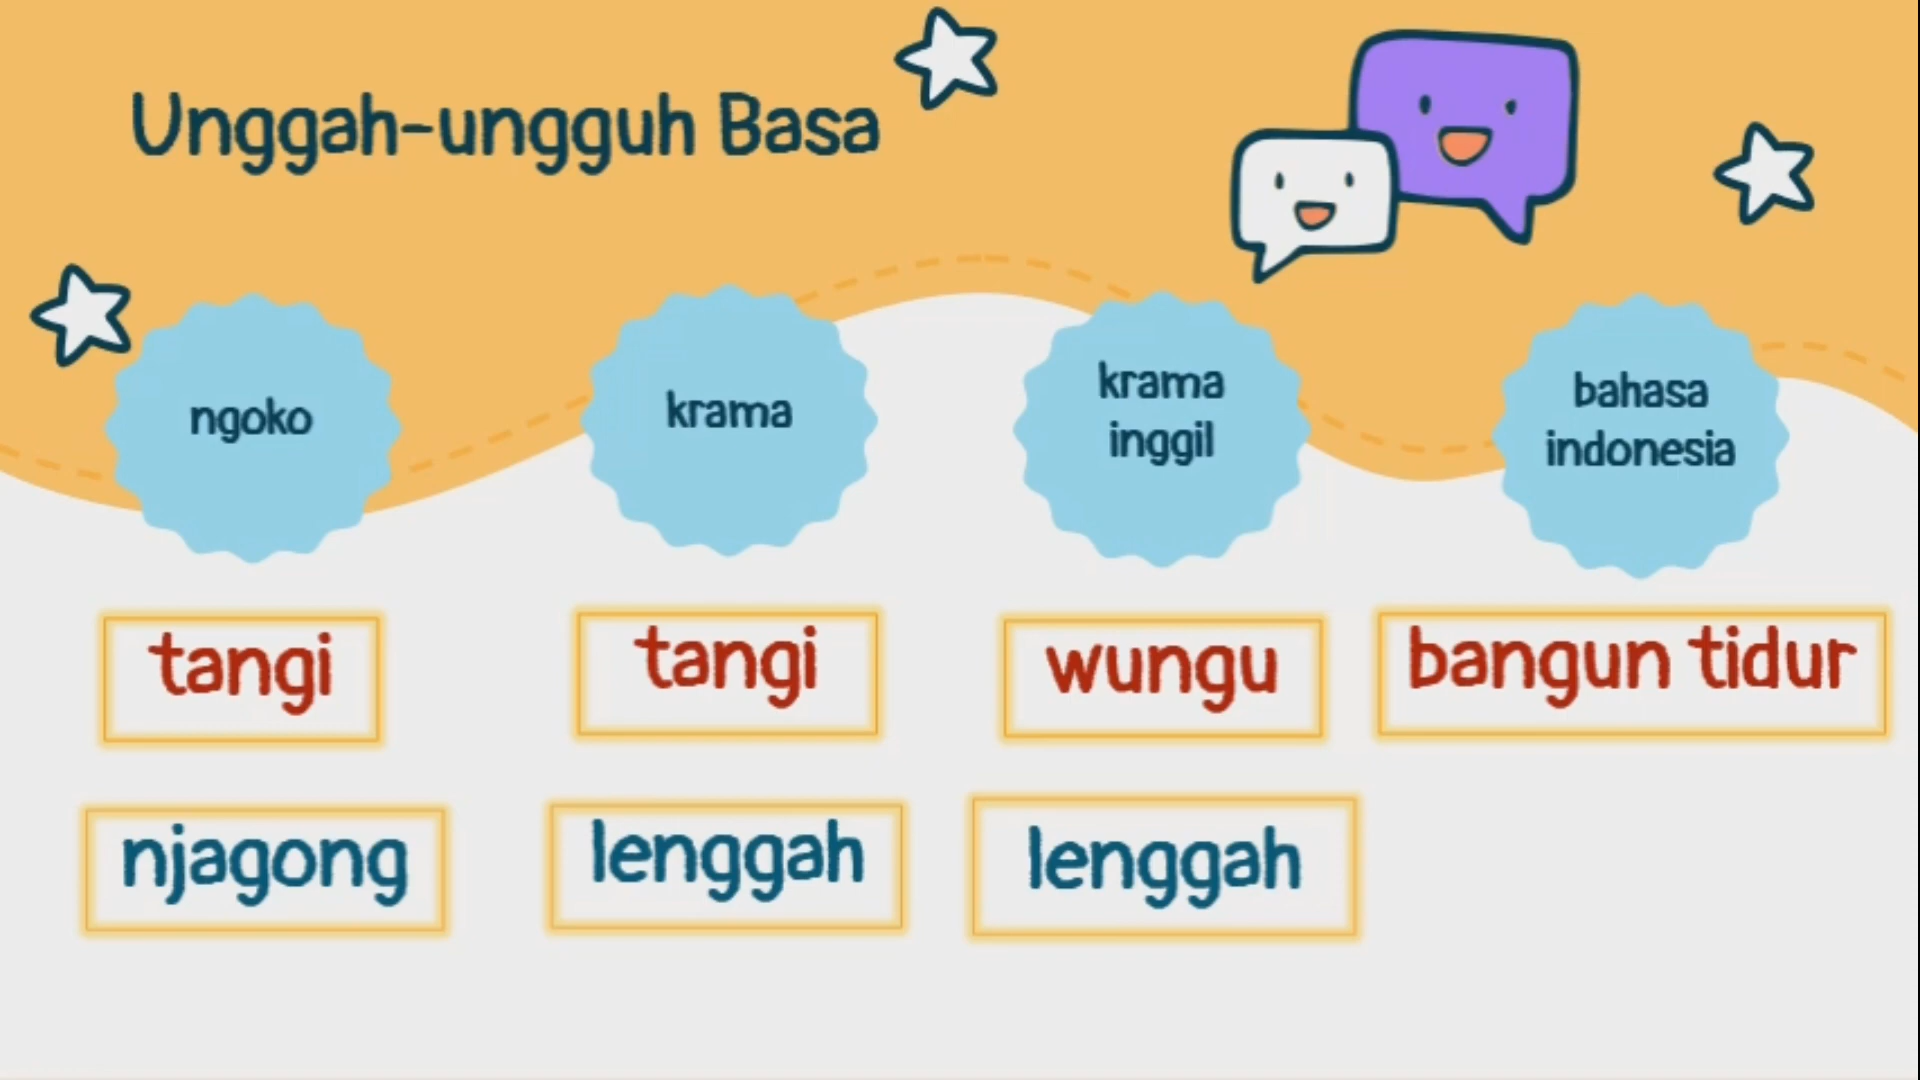 Unggah-ungguh Basa
ngoko
krama
krama
inggil
bahasa
indonesia
tangi
tangi
wungu
bangun tidur
njagong
lenggah
lenggah